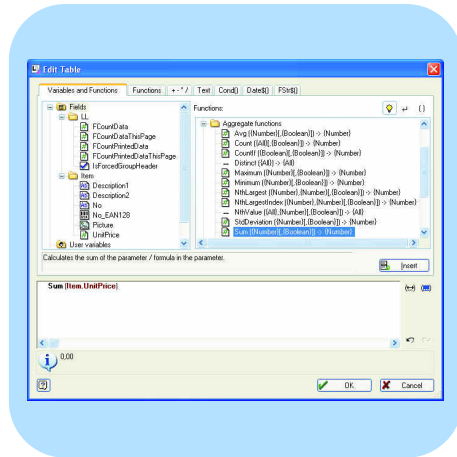 Edit Table
Variables and Functions Functions + - * / Text Cond() Date$() FStr$()
Fields
LL
FCountData
FCountDataThisPage
FCountPrintedData
FCountPrintedDataThisPage
IsForcedGroupHeader
Item
Description1
Description2
No
No_EAN128
Picture
UnitPrice
User variables
Functions:
Aggregate functions
Avg ({Number}[,{Boolean}]) -> {Number}
Count ({All}[,{Boolean}]) -> {Number}
CountIf ({Boolean}[,{Boolean}]) -> {Number}
Distinct ({All}) -> {All}
Maximum ({Number}[,{Boolean}]) -> {Number}
Minimum ({Number}[,{Boolean}]) -> {Number}
NthLargest ({Number},{Number}[,{Boolean}]) -> {Number}
NthLargestIndex ({Number},{Number}[,{Boolean}]) -> {Number}
NthValue ({All},{Number}[,{Boolean}]) -> {All}
StdDeviation ({Number}[,{Boolean}]) -> {Number}
Sum ({Number}[,{Boolean}]) -> {Number}
Calculates the sum of the parameter / formula in the parameter.
Insert
Sum (Item.UnitPrice)
0,00
OK Cancel